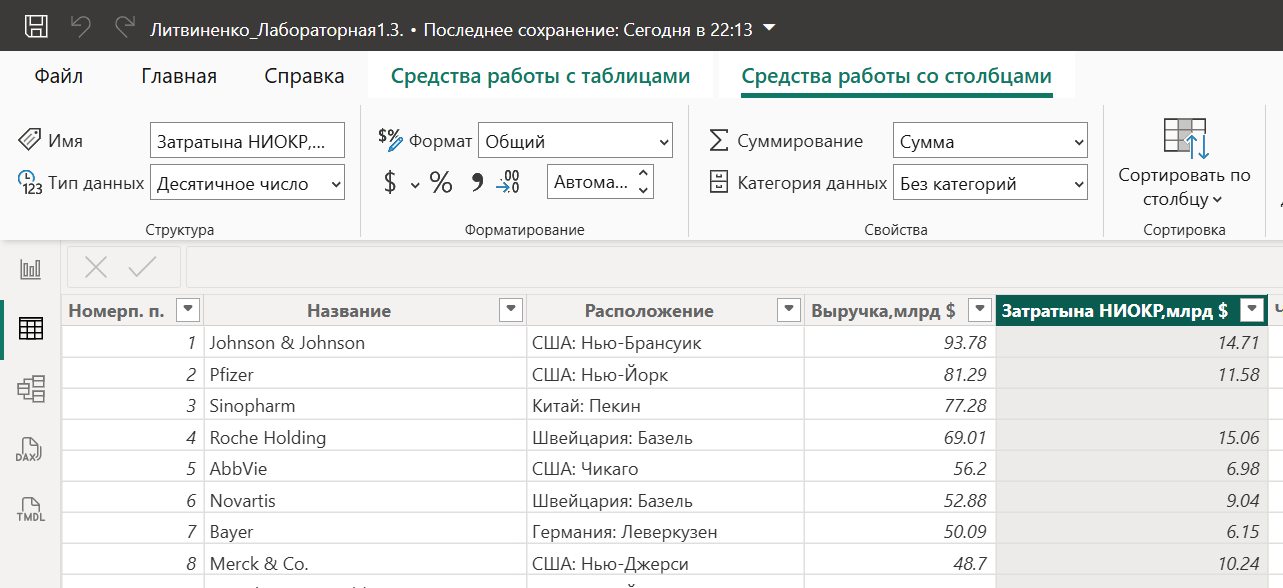 Литвиненко_Лабораторная1.3. • Последнее сохранение: Сегодня в 22:13
Файл Главная Справка Средства работы с таблицами Средства работы со столбцами
Имя Затратына НИОКР,... $% Формат Общий Суммирование Сумма
123 Тип данных Десятичное число $ % .00 Автома... Категория данных Без категорий Сортировать по
столбцу
Структура Форматирование Свойства Сортировка
Номерп. п. Название Расположение Выручка,млрд $ Затратына НИОКР,млрд $
1 Johnson & Johnson США: Нью-Брансуик 93.78 14.71
2 Pfizer США: Нью-Йорк 81.29 11.58
3 Sinopharm Китай: Пекин 77.28
4 Roche Holding Швейцария: Базель 69.01 15.06
5 AbbVie США: Чикаго 56.2 6.98
6 Novartis Швейцария: Базель 52.88 9.04
7 Bayer Германия: Леверкузен 50.09 6.15
8 Merck & Co. США: Нью-Джерси 48.7 10.24
DAX
TMDL